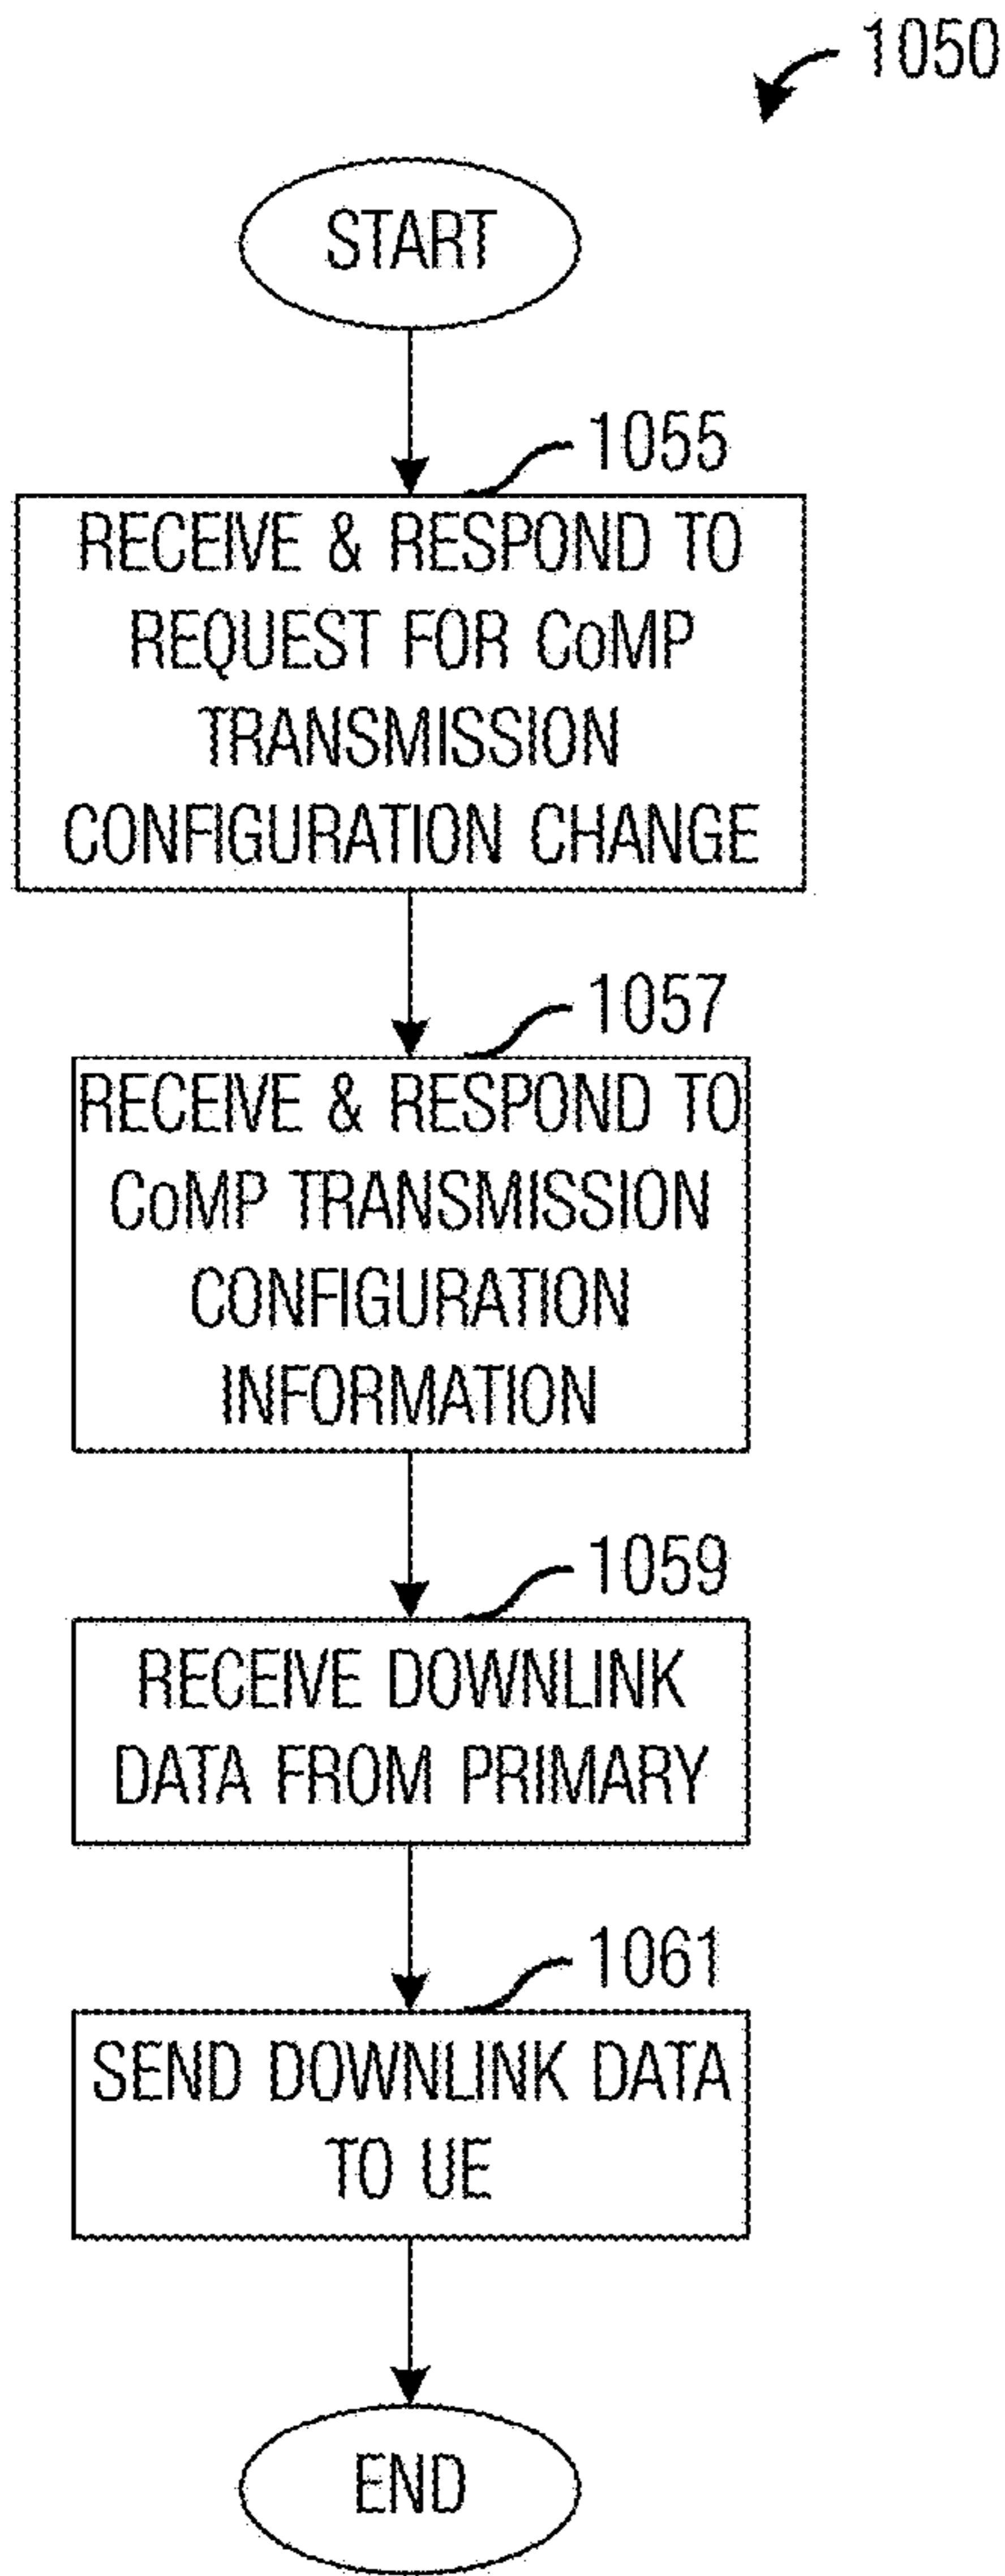 1050
START
1055
RECEIVE & RESPOND TO
REQUEST FOR CoMP
TRANSMISSION
CONFIGURATION CHANGE
1057
RECEIVE & RESPOND TO
CoMP TRANSMISSION
CONFIGURATION
INFORMATION
1059
RECEIVE DOWNLINK
DATA FROM PRIMARY
1061
SEND DOWNLINK DATA
TO UE
END